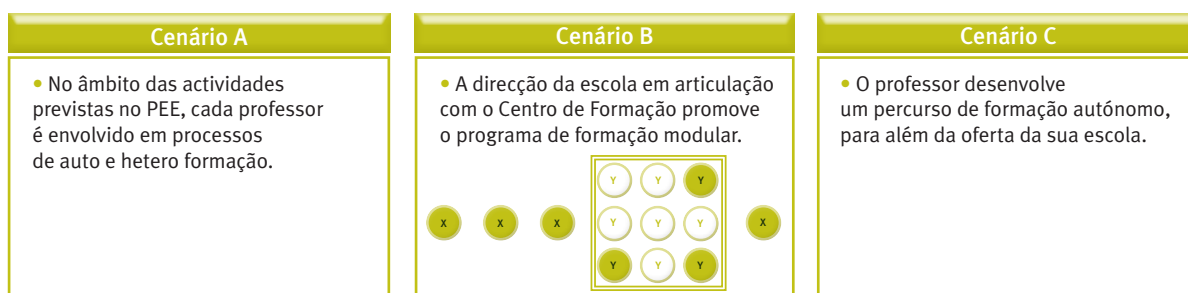 Cenário A
• No âmbito das actividades
previstas no PEE, cada professor
é envolvido em processos
de auto e hetero formação.
Cenário B
• A direcção da escola em articulação
com o Centro de Formação promove
o programa de formação modular.
Y Y Y
X X X Y Y Y X
Y Y Y
Cenário C
• O professor desenvolve
um percurso de formação autónomo,
para além da oferta da sua escola.